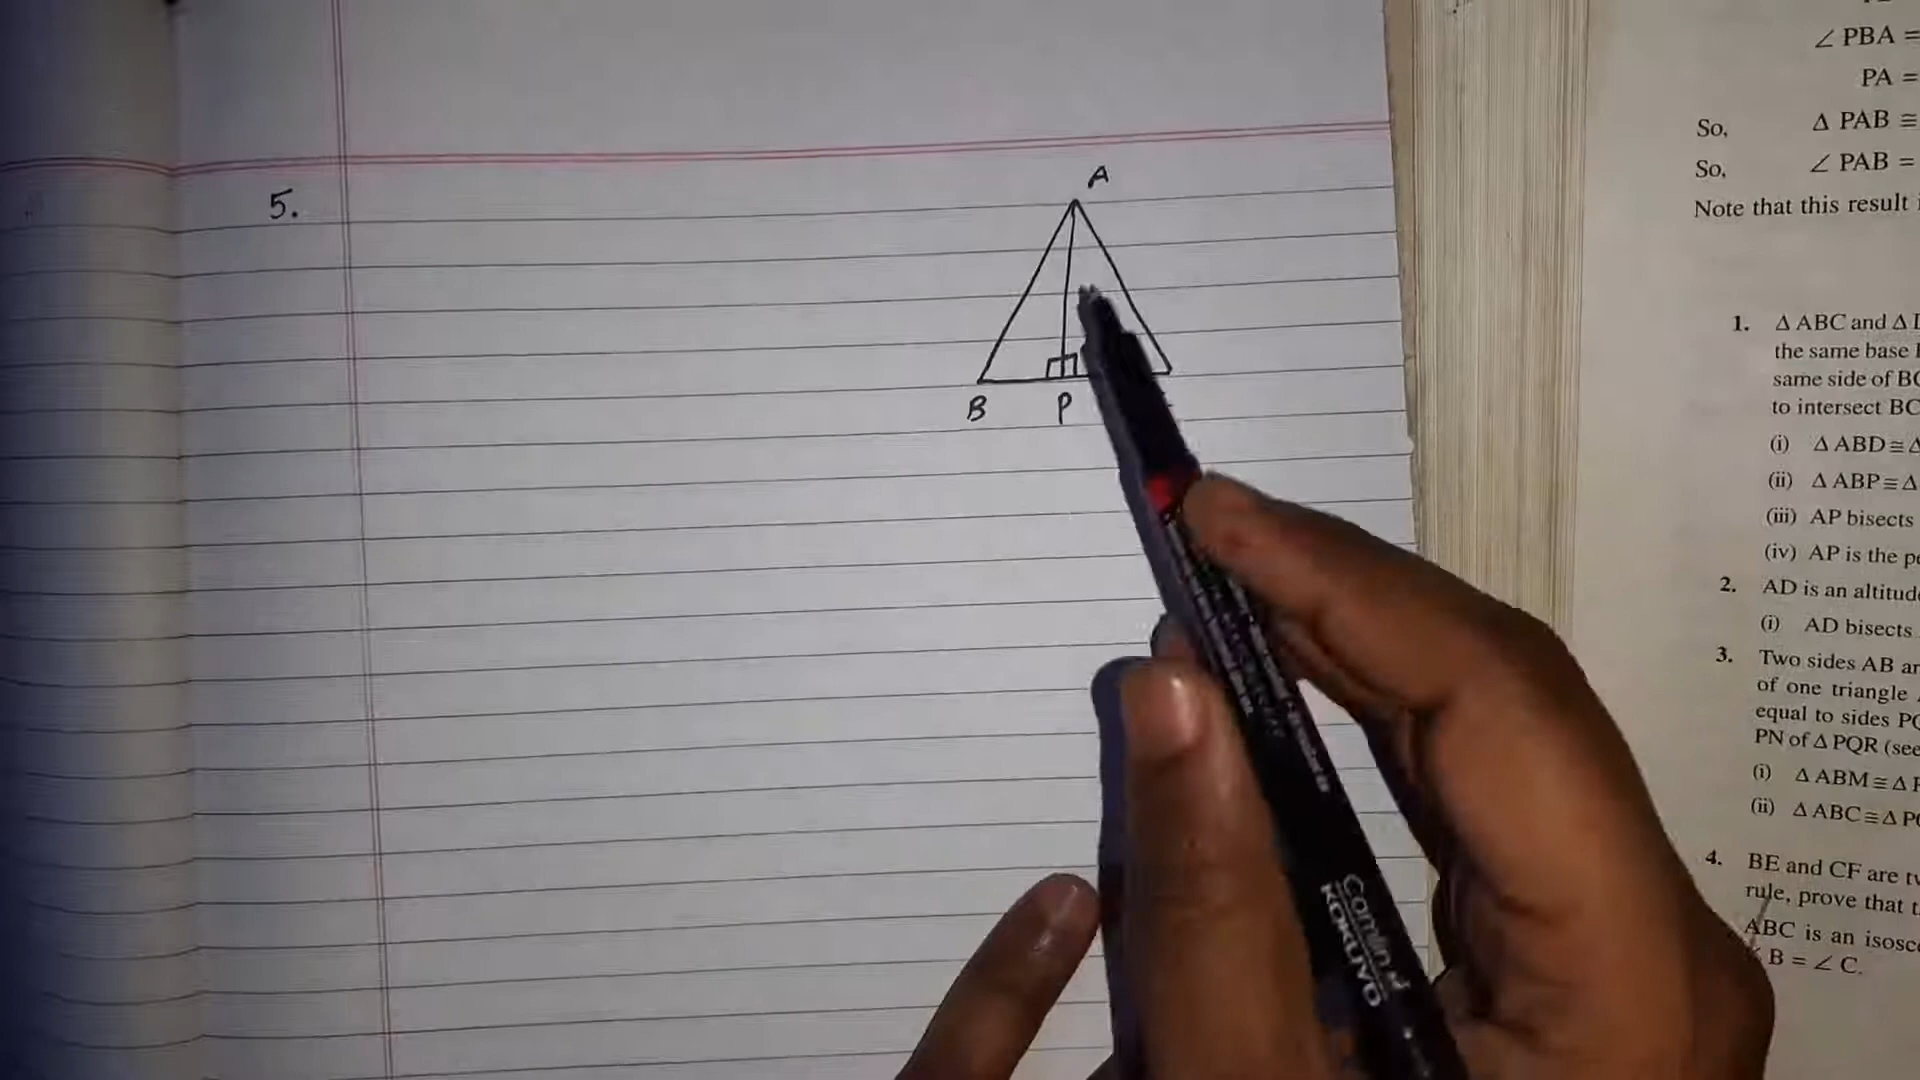 5.
A
B P
∠ PBA =
PA =
So, Δ PAB ≅
So, ∠ PAB =
Note that this result
1. Δ ABC and Δ
the same base
same side of BC
to intersect BC
(i) Δ ABD ≅ Δ
(ii) Δ ABP ≅ Δ
(iii) AP bisects
(iv) AP is the
2. AD is an
(i) AD bisects
3. Two sides AB
of one triangle
equal to sides
PN of Δ PQR (see
(i) Δ ABM ≅ Δ
(ii) Δ ABC ≅ Δ
4. BE and CF are
rule, prove that
ABC is an
B = ∠ C.
Camlin
KOKUYO